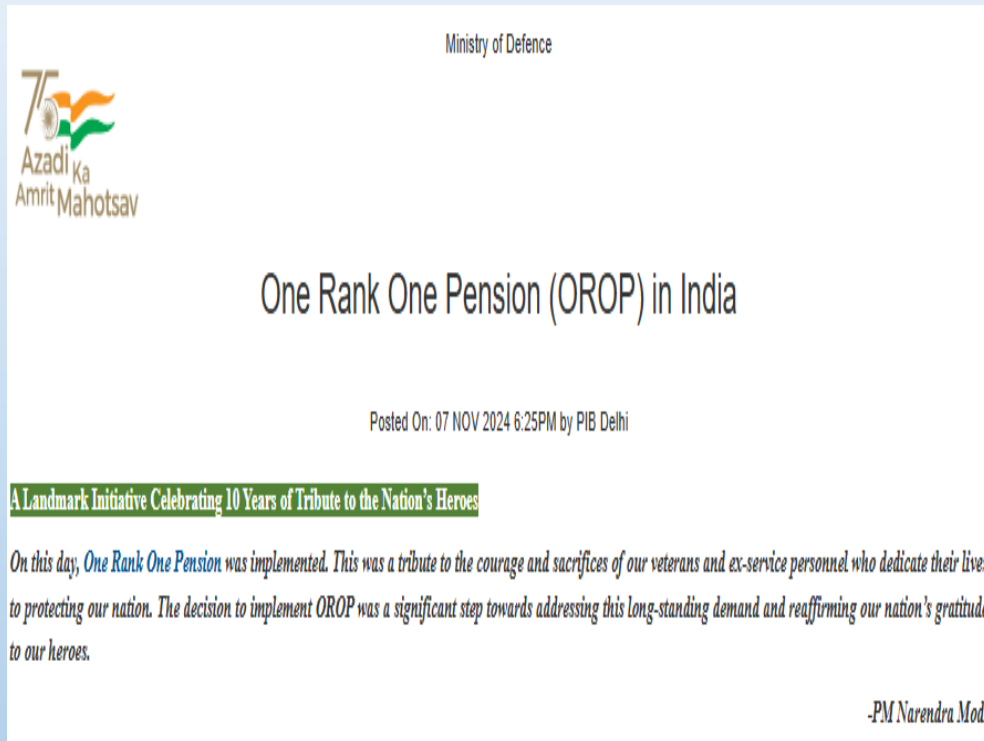 Ministry of Defence
75
Azadi Ka
Amrit Mahotsav
One Rank One Pension (OROP) in India
Posted On: 07 NOV 2024 6:25PM by PIB Delhi
A Landmark Initiative Celebrating 10 Years of Tribute to the Nation's Heroes
On this day, One Rank One Pension was implemented. This was a tribute to the courage and sacrifices of our veterans and ex-service personnel who dedicate their lives
to protecting our nation. The decision to implement OROP was a significant step towards addressing this long-standing demand and reaffirming our nation's gratitude
to our heroes.
-PM Narendra Mod